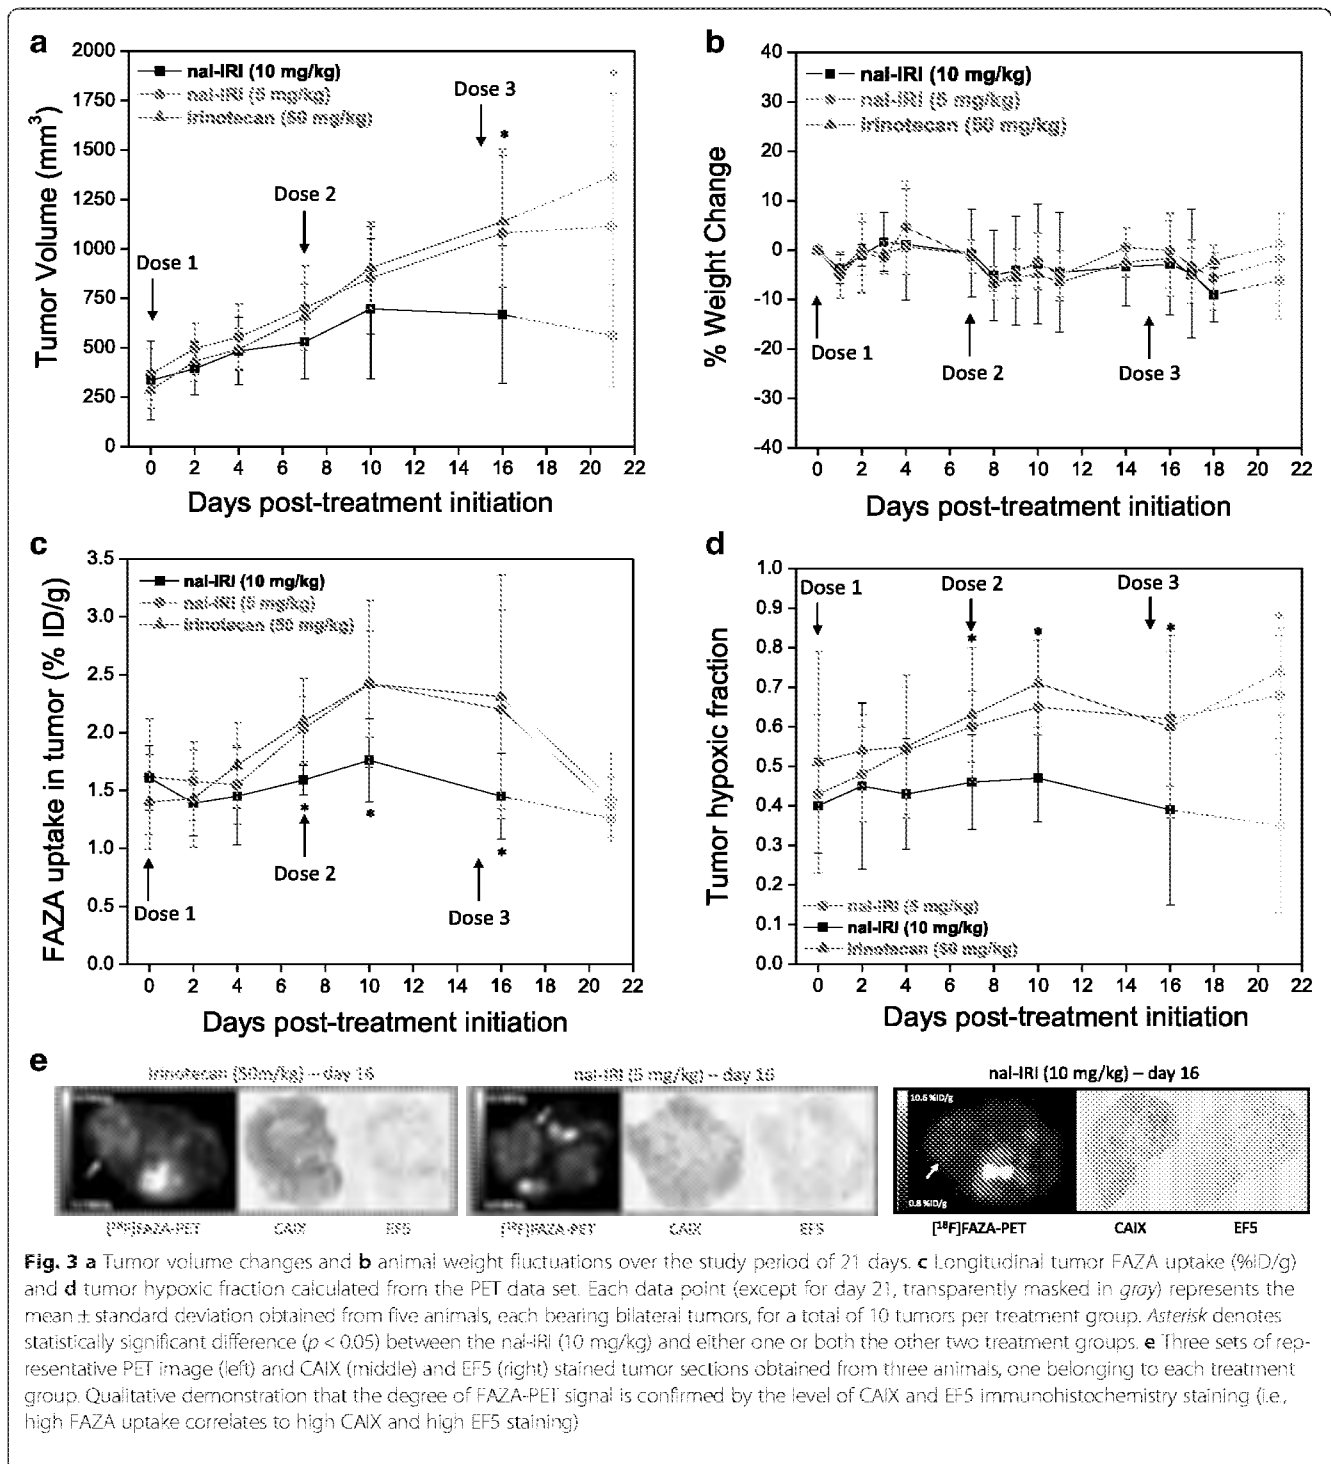 a
2000
1750
1500
1250
1000
750
500
250
0
Tumor Volume (mm³)
nal-IRI (10 mg/kg)
nal-IRI (5 mg/kg)
Irinotecan (50 mg/kg)
Dose 1
Dose 2
Dose 3
*
0 2 4 6 8 10 12 14 16 18 20 22
Days post-treatment initiation
b
40
30
20
10
0
-10
-20
-30
-40
% Weight Change
nal-IRI (10 mg/kg)
nal-IRI (5 mg/kg)
Irinotecan (50 mg/kg)
Dose 1
Dose 2
Dose 3
0 2 4 6 8 10 12 14 16 18 20 22
Days post-treatment initiation
c
3.5
3.0
2.5
2.0
1.5
1.0
0.5
0.0
FAZA uptake in tumor (% ID/g)
nal-IRI (10 mg/kg)
nal-IRI (5 mg/kg)
Irinotecan (50 mg/kg)
* * *
Dose 1
Dose 2
Dose 3
0 2 4 6 8 10 12 14 16 18 20 22
Days post-treatment initiation
d
1.0
0.9
0.8
0.7
0.6
0.5
0.4
0.3
0.2
0.1
0.0
Tumor hypoxic fraction
Dose 1
Dose 2
Dose 3
* * *
nal-IRI (5 mg/kg)
nal-IRI (10 mg/kg)
Irinotecan (50 mg/kg)
0 2 4 6 8 10 12 14 16 18 20 22
Days post-treatment initiation
e
Irinotecan (50m/kg) – day 16
nal-IRI (5 mg/kg) – day 16
nal-IRI (10 mg/kg) – day 16
10.6 %ID/g
0.8 %ID/g
[¹⁸F]FAZA-PET CAIX EF5
[¹⁸F]FAZA-PET CAIX EF5
[¹⁸F]FAZA-PET CAIX EF5
Fig. 3 a Tumor volume changes and b animal weight fluctuations over the study period of 21 days. c Longitudinal tumor FAZA uptake (%ID/g)
and d tumor hypoxic fraction calculated from the PET data set. Each data point (except for day 21, transparently masked in gray) represents the
mean ± standard deviation obtained from five animals, each bearing bilateral tumors, for a total of 10 tumors per treatment group. Asterisk denotes
statistically significant difference (p < 0.05) between the nal-IRI (10 mg/kg) and either one or both the other two treatment groups. e Three sets of rep-
resentative PET image (left) and CAIX (middle) and EF5 (right) stained tumor sections obtained from three animals, one belonging to each treatment
group. Qualitative demonstration that the degree of FAZA-PET signal is confirmed by the level of CAIX and EF5 immunohistochemistry staining (i.e.,
high FAZA uptake correlates to high CAIX and high EF5 staining)